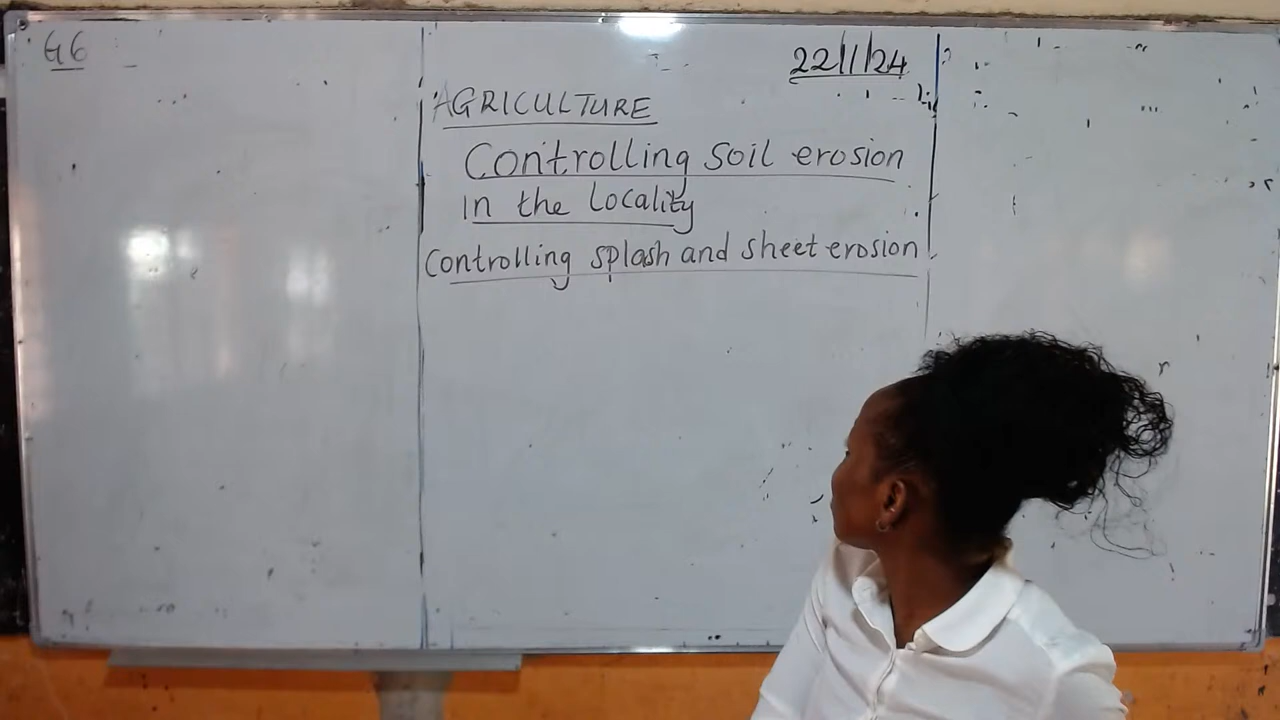 G6
22/1/24
AGRICULTURE
Controlling soil erosion
in the locality
Controlling splash and sheet erosion